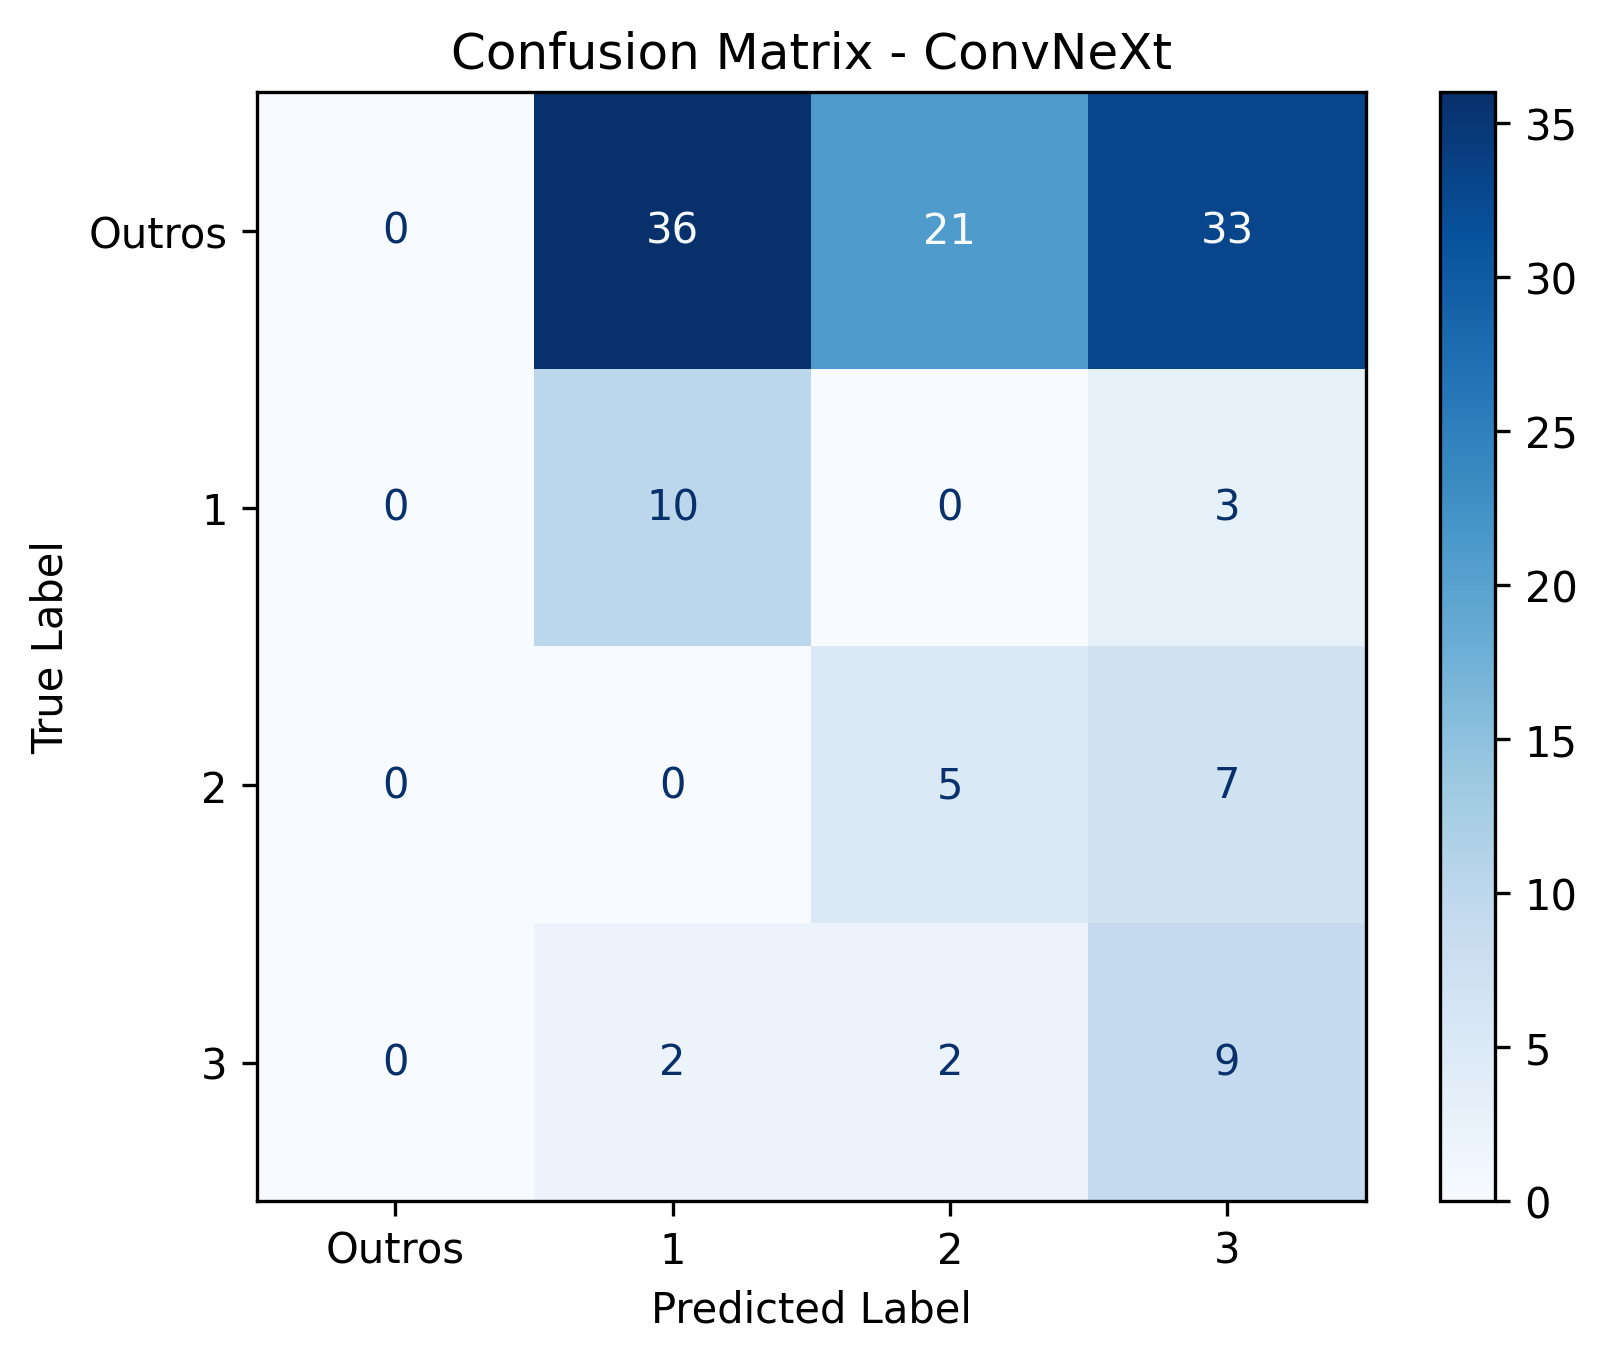 Confusion Matrix - ConvNeXt
True Label
Outros 0 36 21 33
1 0 10 0 3
2 0 0 5 7
3 0 2 2 9
Outros 1 2 3
Predicted Label
35
30
25
20
15
10
5
0